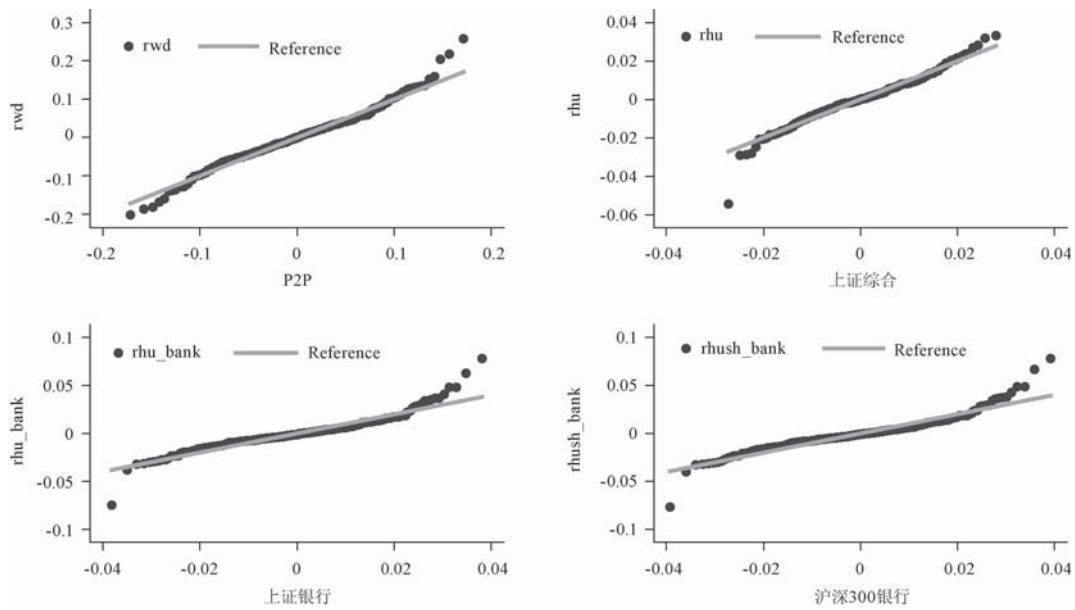 0.3
0.2
0.1
0
-0.1
-0.2
rwd
rwd Reference
-0.2 -0.1 0 0.1 0.2
P2P
0.04
0.02
0
-0.02
-0.04
-0.06
rhu
rhu Reference
-0.04 -0.02 0 0.02 0.04
上证综合
0.1
0.05
0
-0.05
-0.1
rhu_bank
rhu_bank Reference
-0.04 -0.02 0 0.02 0.04
上证银行
0.1
0.05
0
-0.05
-0.1
rhush_bank
rhush_bank Reference
-0.04 -0.02 0 0.02 0.04
沪深300银行